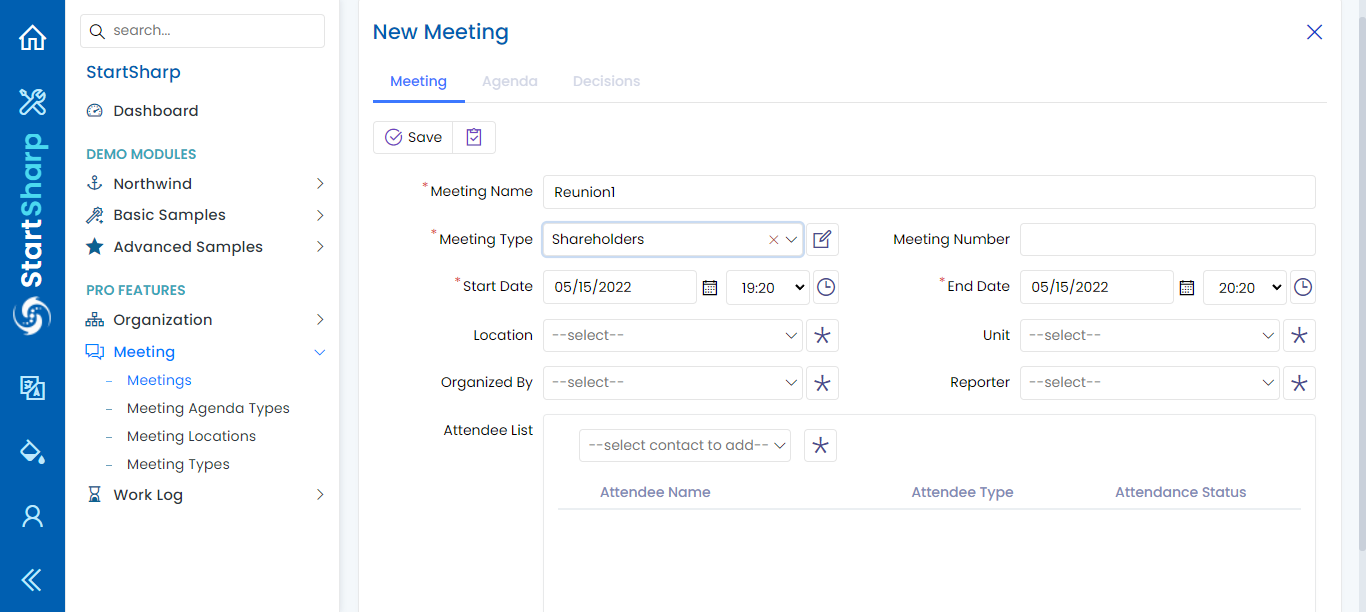 StartSharp
search...
StartSharp
Dashboard
DEMO MODULES
Northwind
Basic Samples
Advanced Samples
PRO FEATURES
Organization
Meeting
– Meetings
– Meeting Agenda Types
– Meeting Locations
– Meeting Types
Work Log
New Meeting
Meeting Agenda Decisions
Save
*Meeting Name Reunion1
*Meeting Type Shareholders Meeting Number
*Start Date 05/15/2022 19:20 *End Date 05/15/2022 20:20
Location --select-- Unit --select--
Organized By --select-- Reporter --select--
Attendee List
--select contact to add--
Attendee Name Attendee Type Attendance Status